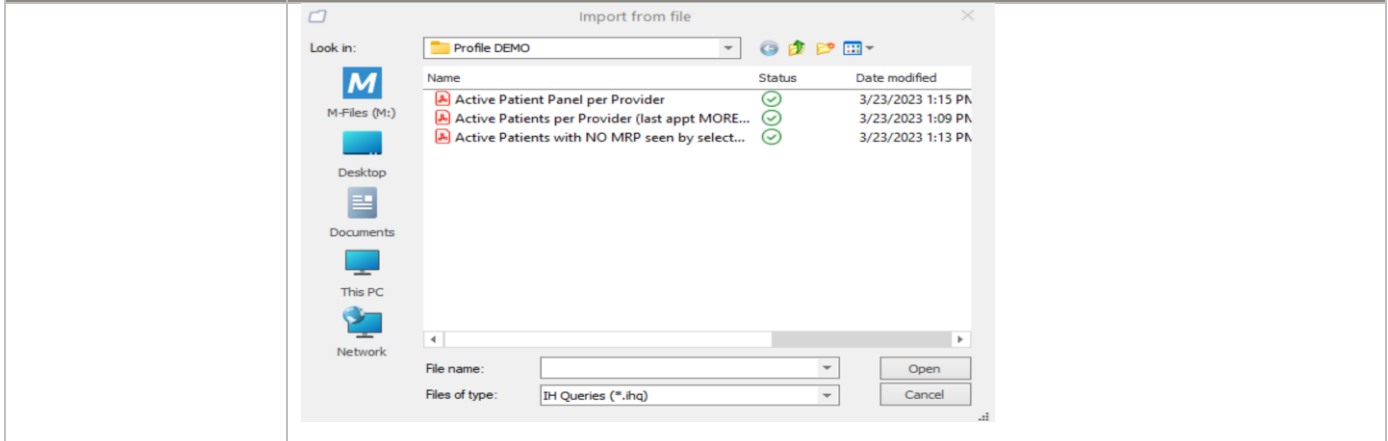 Import from file
Look in: Profile DEMO
Name Status Date modified
Active Patient Panel per Provider 3/23/2023 1:15 PM
Active Patients per Provider (last appt MORE... 3/23/2023 1:09 PM
Active Patients with NO MRP seen by select... 3/23/2023 1:13 PM
M
M-Files (M:)
Desktop
Documents
This PC
Network
File name: Open
Files of type: IH Queries (*.ihq) Cancel